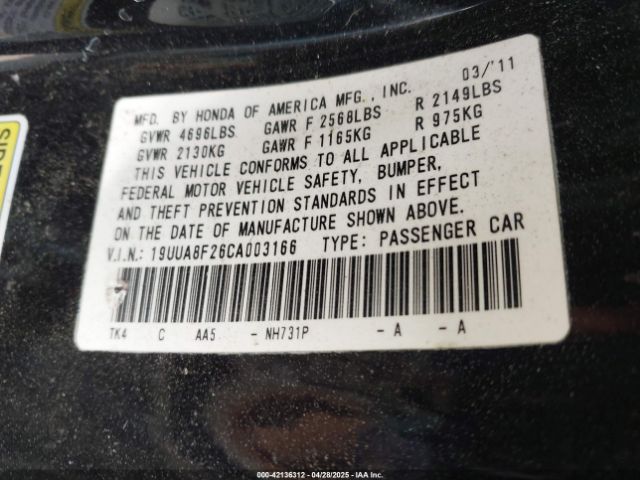 03/'11
MFD. BY HONDA OF AMERICA MFG., INC.
GVWR 4696LBS GAWR F 2568LBS R 2149LBS
GVWR 2130KG GAWR F 1165KG R 975KG
THIS VEHICLE CONFORMS TO ALL APPLICABLE
FEDERAL MOTOR VEHICLE SAFETY, BUMPER,
AND THEFT PREVENTION STANDARDS IN EFFECT
ON THE DATE OF MANUFACTURE SHOWN ABOVE.
V.I.N.: 19UUA8F26CA003166 TYPE: PASSENGER CAR
TK4 C AA5 - NH731P - A - A
000-42136312 | 04/28/2025 | IAA Inc.